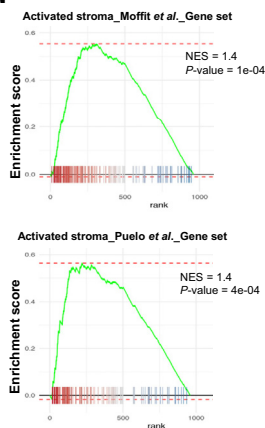 Activated stroma_Moffit et al._Gene set
0.6
NES = 1.4
P-value = 1e-04
Enrichment score
0.4
0.2
0.0
0 500 1000
rank
Activated stroma_Puelo et al._Gene set
0.6
NES = 1.4
P-value = 4e-04
Enrichment score
0.4
0.2
0.0
0 500 1000
rank